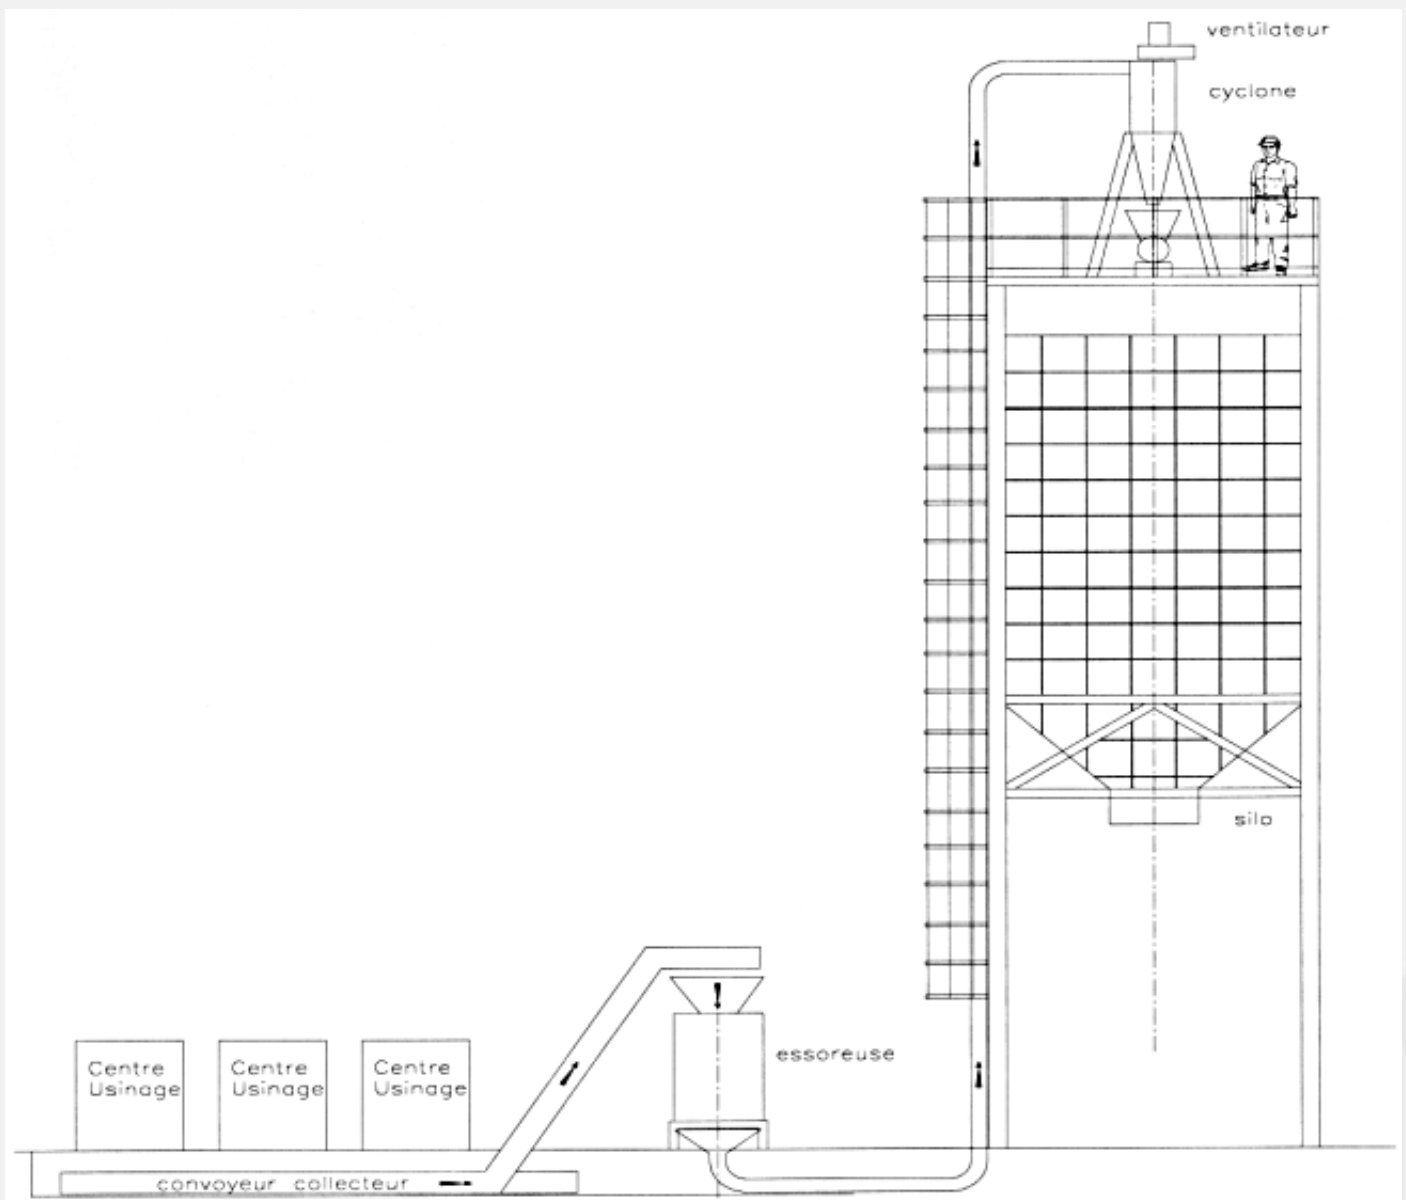 ventilateur
cyclone
silo
essoreuse
Centre
Usinage
Centre
Usinage
Centre
Usinage
convoyeur collecteur